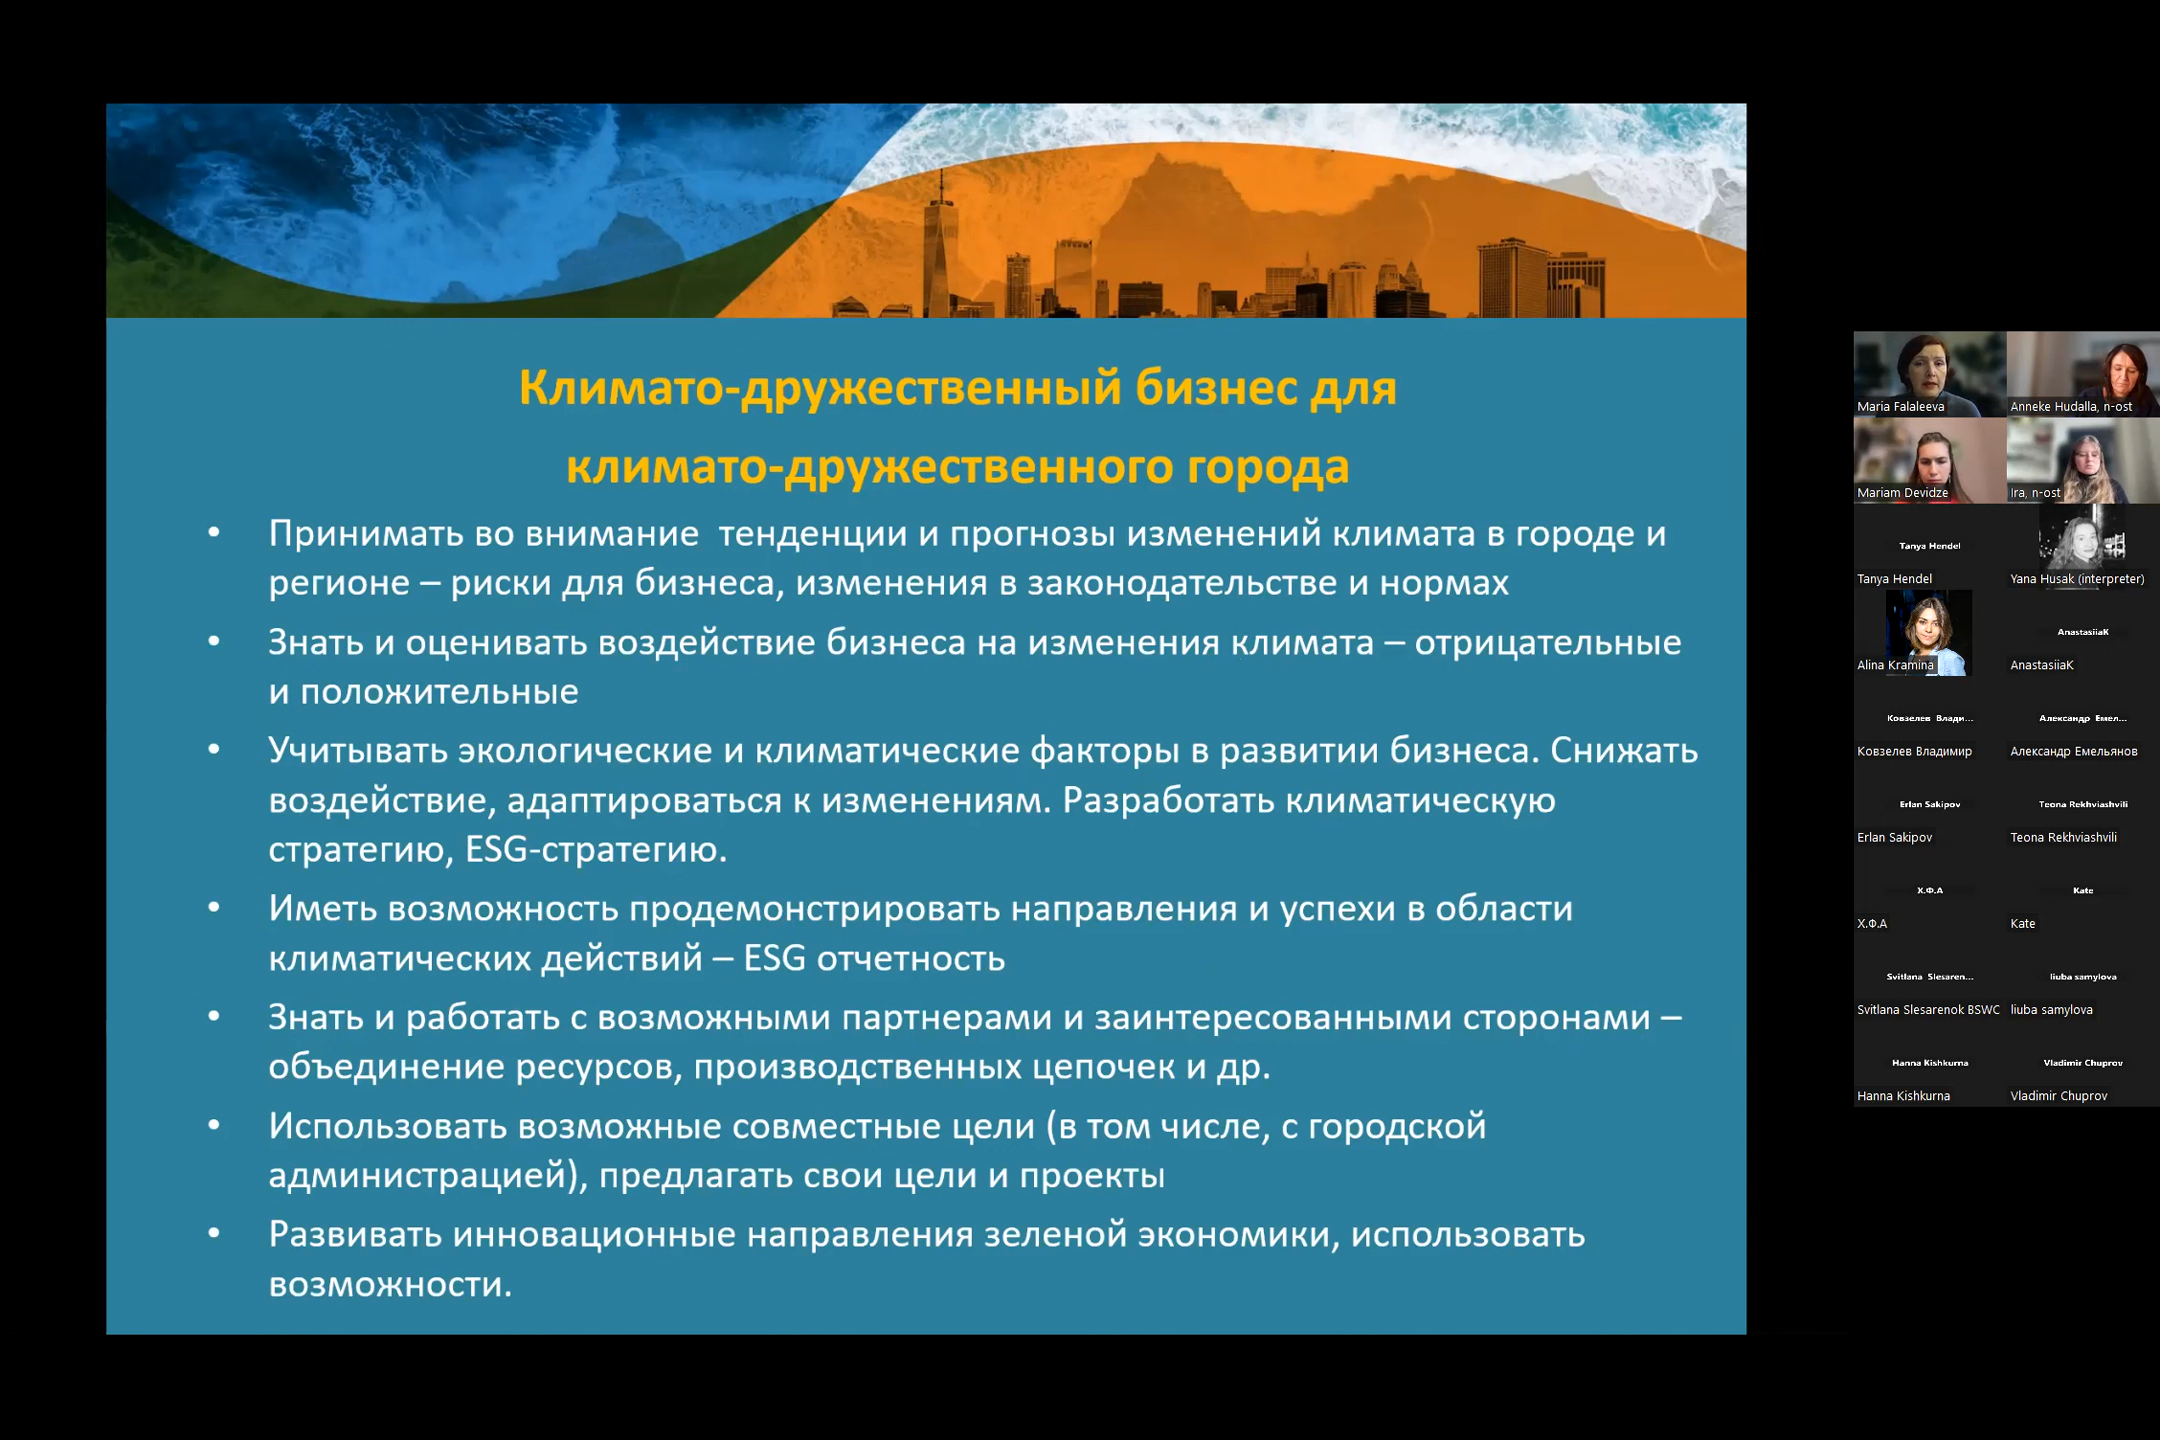 Климато-дружественный бизнес для
климато-дружественного города
• Принимать во внимание  тенденции и прогнозы изменений климата в городе и
регионе – риски для бизнеса, изменения в законодательстве и нормах
• Знать и оценивать воздействие бизнеса на изменения климата – отрицательные
и положительные
• Учитывать экологические и климатические факторы в развитии бизнеса. Снижать
воздействие, адаптироваться к изменениям. Разработать климатическую
стратегию, ESG-стратегию.
• Иметь возможность продемонстрировать направления и успехи в области
климатических действий – ESG отчетность
• Знать и работать с возможными партнерами и заинтересованными сторонами –
объединение ресурсов, производственных цепочек и др.
• Использовать возможные совместные цели (в том числе, с городской
администрацией), предлагать свои цели и проекты
• Развивать инновационные направления зеленой экономики, использовать
возможности.
Maria Falaleeva
Anneke Hudalla, n-ost
Mariam Devidze
Ira, n-ost
Tanya Hendel
Tanya Hendel
Yana Husak (interpreter)
Alina Kramina
AnastasiiaK
AnastasiiaK
Ковзелев Влади...
Ковзелев Владимир
Александр Емел...
Александр Емельянов
Erlan Sakipov
Erlan Sakipov
Teona Rekhviashvili
Teona Rekhviashvili
Х.Ф.А
Х.Ф.А
Kate
Kate
Svitlana Slesaren...
Svitlana Slesarenok BSWC
liuba samylova
liuba samylova
Hanna Kishkurna
Hanna Kishkurna
Vladimir Chuprov
Vladimir Chuprov